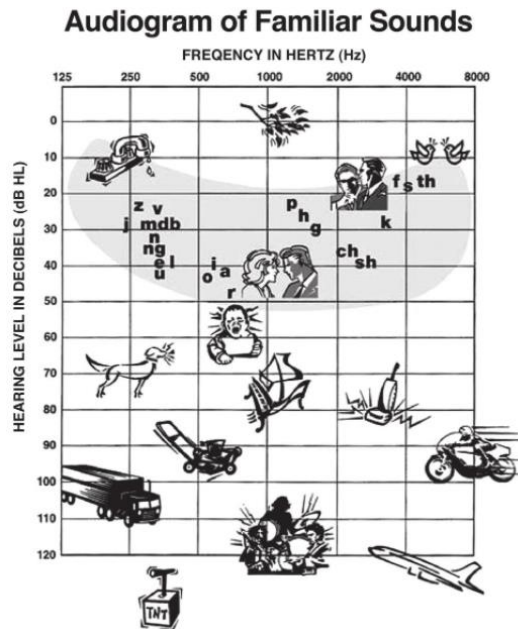 Audiogram of Familiar Sounds
FREQENCY IN HERTZ (Hz)
125 250 500 1000 2000 4000 8000
HEARING LEVEL IN DECIBELS (dB HL)
0
10
20
30
40
50
60
70
80
90
100
110
120
f s th
z v p
j mdb h k
n g
ng ch
e l i sh
u o a
r
TNT